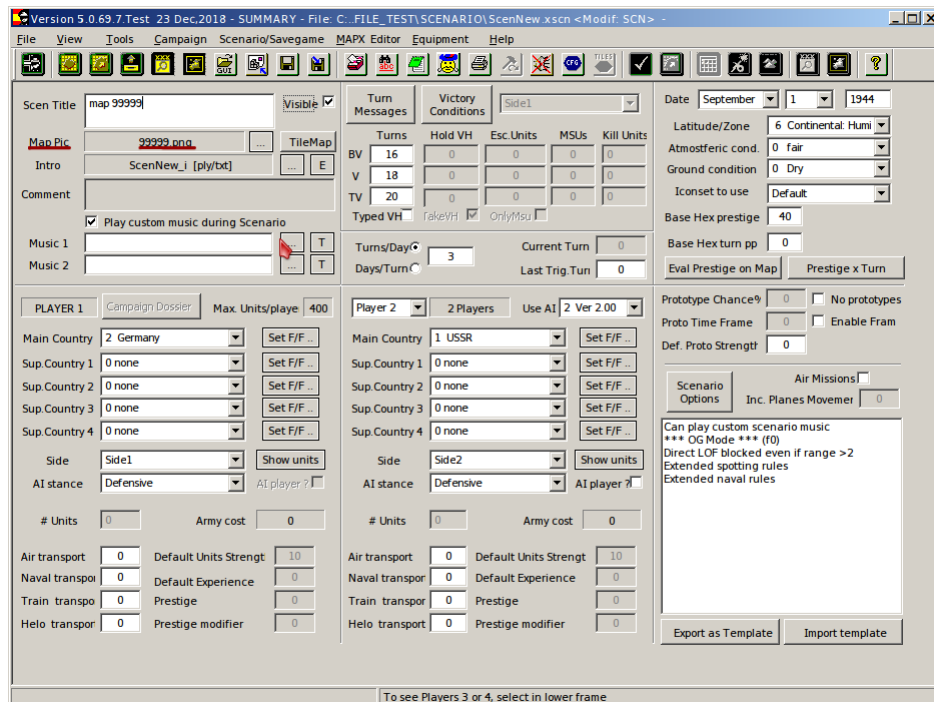 Version 5.0.69.7.Test 23 Dec,2018 - SUMMARY - File: C:..FILE_TEST\SCENARIO\ScenNew.xscn <Modif: SCN> -
File View Tools Campaign Scenario/Savegame MAPX Editor Equipment Help
GUI abc CFG TILES ?
Scen Title map 99999 Visible
Map Pic 99999.png ... TileMap
Intro ScenNew_i [ply/txt] ... E
Comment
Play custom music during Scenario
Music 1 ... T
Music 2 ... T
Turn Messages Victory Conditions Side1
Turns Hold VH Esc.Units MSUs Kill Units
BV 16 0 0 0 0
V 18 0 0 0 0
TV 20 0 0 0 0
Typed VH TakeVH OnlyMsu
Turns/Day 3 Current Turn 0
Days/Turn Last Trig.Tun 0
Date September 1 1944
Latitude/Zone 6 Continental: Humi
Atmostferic cond. 0 fair
Ground condition 0 Dry
Iconset to use Default
Base Hex prestige 40
Base Hex turn pp 0
Eval Prestige on Map Prestige x Turn
PLAYER 1 Campaign Dossier Max. Units/playe 400
Main Country 2 Germany Set F/F ..
Sup.Country 1 0 none Set F/F ..
Sup.Country 2 0 none Set F/F ..
Sup.Country 3 0 none Set F/F ..
Sup.Country 4 0 none Set F/F ..
Side Side1 Show units
AI stance Defensive AI player ?
# Units 0 Army cost 0
Air transport 0 Default Units Strengt 10
Naval transpor 0 Default Experience 0
Train transpo 0 Prestige 0
Helo transpor 0 Prestige modifier 0
Player 2 2 Players Use AI 2 Ver 2.00
Main Country 1 USSR Set F/F ..
Sup.Country 1 0 none Set F/F ..
Sup.Country 2 0 none Set F/F ..
Sup.Country 3 0 none Set F/F ..
Sup.Country 4 0 none Set F/F ..
Side Side2 Show units
AI stance Defensive AI player ?
# Units 0 Army cost 0
Air transport 0 Default Units Strengt 10
Naval transpor 0 Default Experience 0
Train transpor 0 Prestige 0
Helo transport 0 Prestige modifier 0
Prototype Chance% 0 No prototypes
Proto Time Frame 0 Enable Fram
Def. Proto Strength 0
Scenario Options Air Missions
Inc. Planes Movemer 0
Can play custom scenario music
*** OG Mode *** (f0)
Direct LOF blocked even if range >2
Extended spotting rules
Extended naval rules
Export as Template Import template
To see Players 3 or 4, select in lower frame